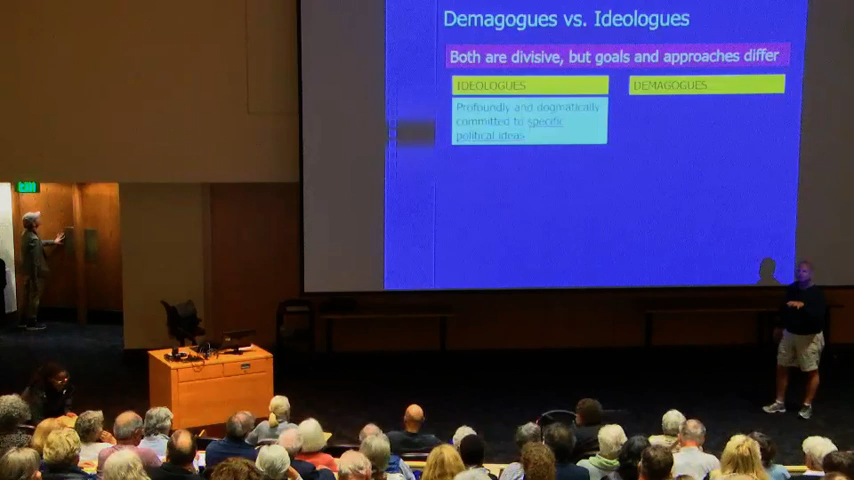 Demagogues vs. Ideologues
Both are divisive, but goals and approaches differ
IDEOLOGUES
DEMAGOGUES
Profoundly and dogmatically
committed to specific
political ideas